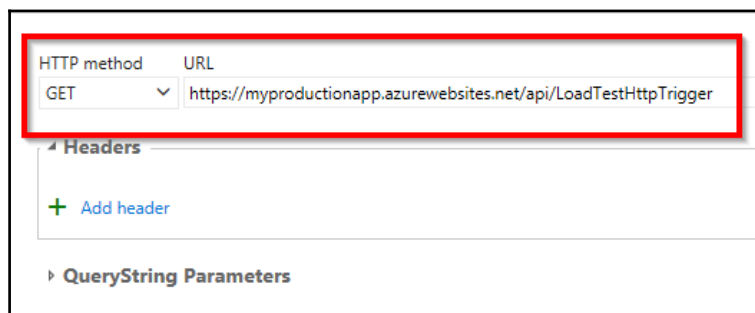 HTTP method URL
GET https://myproductionapp.azurewebsites.net/api/LoadTestHttpTrigger
Headers
+ Add header
QueryString Parameters